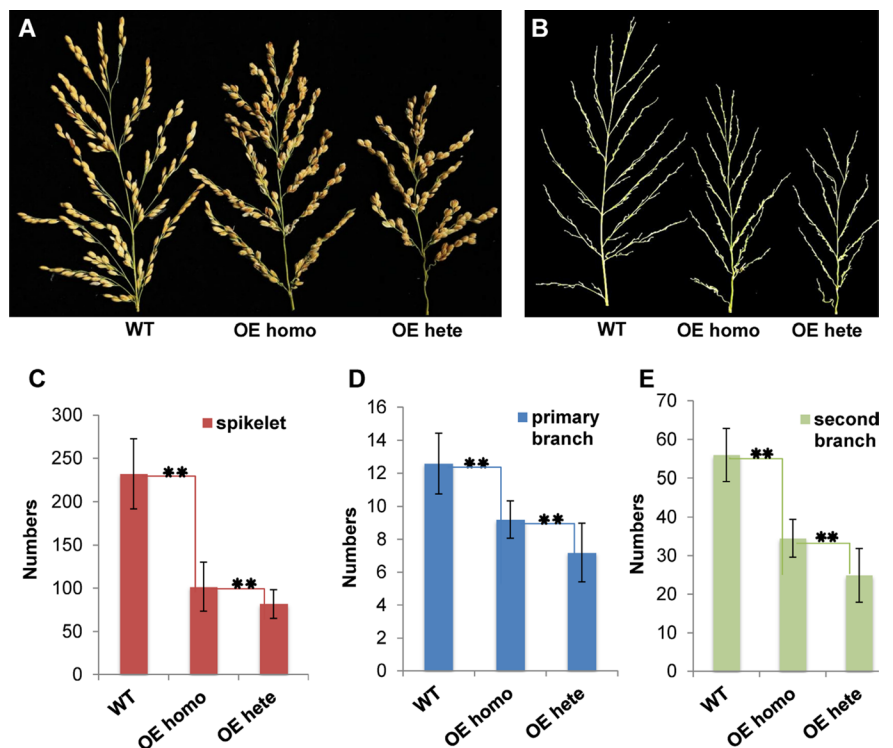 A
B
WT
OE homo
OE hete
WT
OE homo
OE hete
C
300
250
200
150
100
50
0
Numbers
spikelet
**
**
WT
OE homo
OE hete
D
16
14
12
10
8
6
4
2
0
Numbers
primary
branch
**
**
WT
OE homo
OE hete
E
70
60
50
40
30
20
10
0
Numbers
second
branch
**
**
WT
OE homo
OE hete